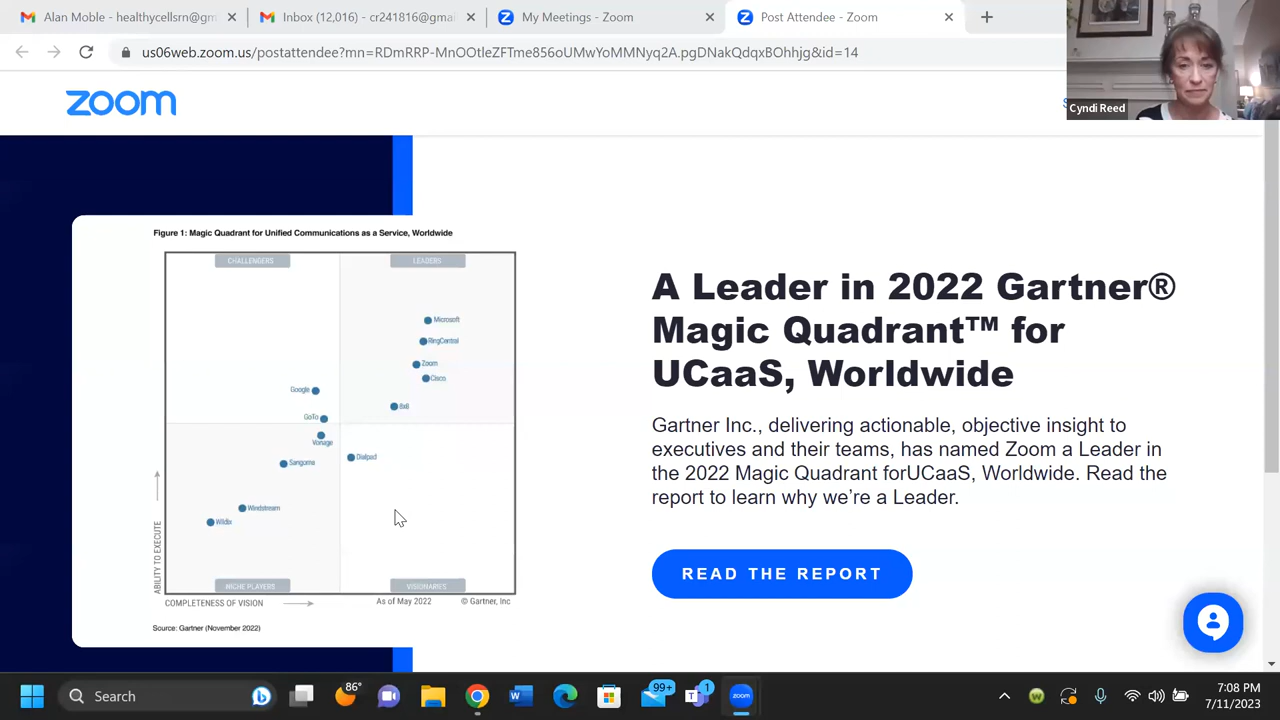 Alan Moble - healthycellsrn@gm
Inbox (12,016) - cr241816@gmai
My Meetings - Zoom
Post Attendee - Zoom
us06web.zoom.us/postattendee?mn=RDmRRP-MnOOtleZFTme856oUMwYoMMNyq2A.pgDNakQdqxBOhhjg&id=14
Cyndi Reed
zoom
Figure 1: Magic Quadrant for Unified Communications as a Service, Worldwide
CHALLENGERS
LEADERS
Microsoft
RingCentral
Zoom
Cisco
Google
8x8
GoTo
Vonage
Dialpad
Sangoma
Windstream
Wildix
ABILITY TO EXECUTE
NICHE PLAYERS
VISIONARIES
COMPLETENESS OF VISION
As of May 2022
© Gartner, Inc
Source: Gartner (November 2022)
A Leader in 2022 Gartner®
Magic Quadrant™ for
UCaaS, Worldwide
Gartner Inc., delivering actionable, objective insight to
executives and their teams, has named Zoom a Leader in
the 2022 Magic Quadrant forUCaaS, Worldwide. Read the
report to learn why we're a Leader.
READ THE REPORT
Search
86°
99+
1
zoom
7:08 PM
7/11/2023